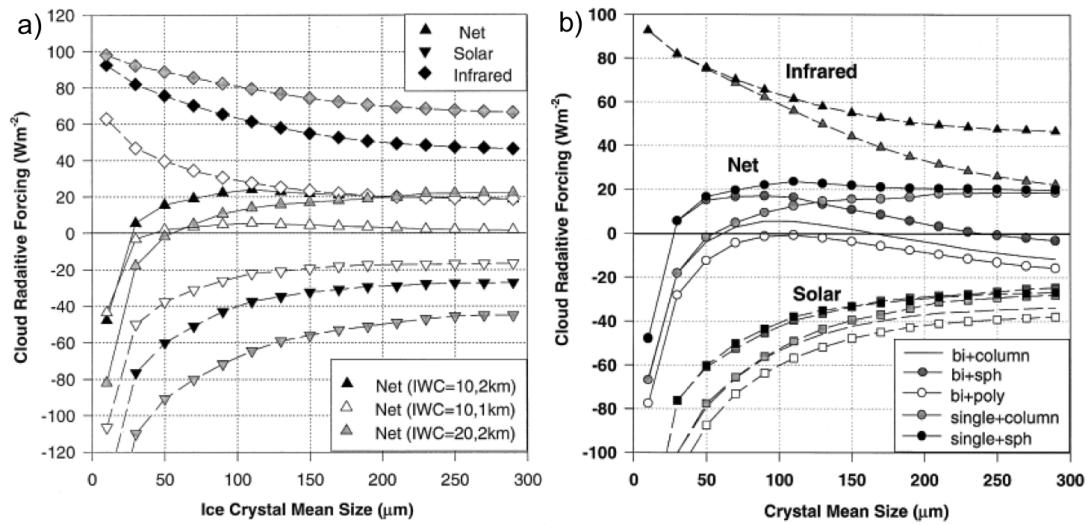 a)
120
100
80
60
40
20
0
-20
-40
-60
-80
-100
-120
Cloud Radaitive Forcing (Wm-2)
Net
Solar
Infrared
Net (IWC=10,2km)
Net (IWC=10,1km)
Net (IWC=20,2km)
0 50 100 150 200 250 300
Ice Crystal Mean Size (μm)
b)
100
80
60
40
20
0
-20
-40
-60
-80
-100
Cloud Radaitive Forcing (Wm-2)
Infrared
Net
Solar
bi+column
bi+sph
bi+poly
single+column
single+sph
0 50 100 150 200 250 300
Crystal Mean Size (μm)